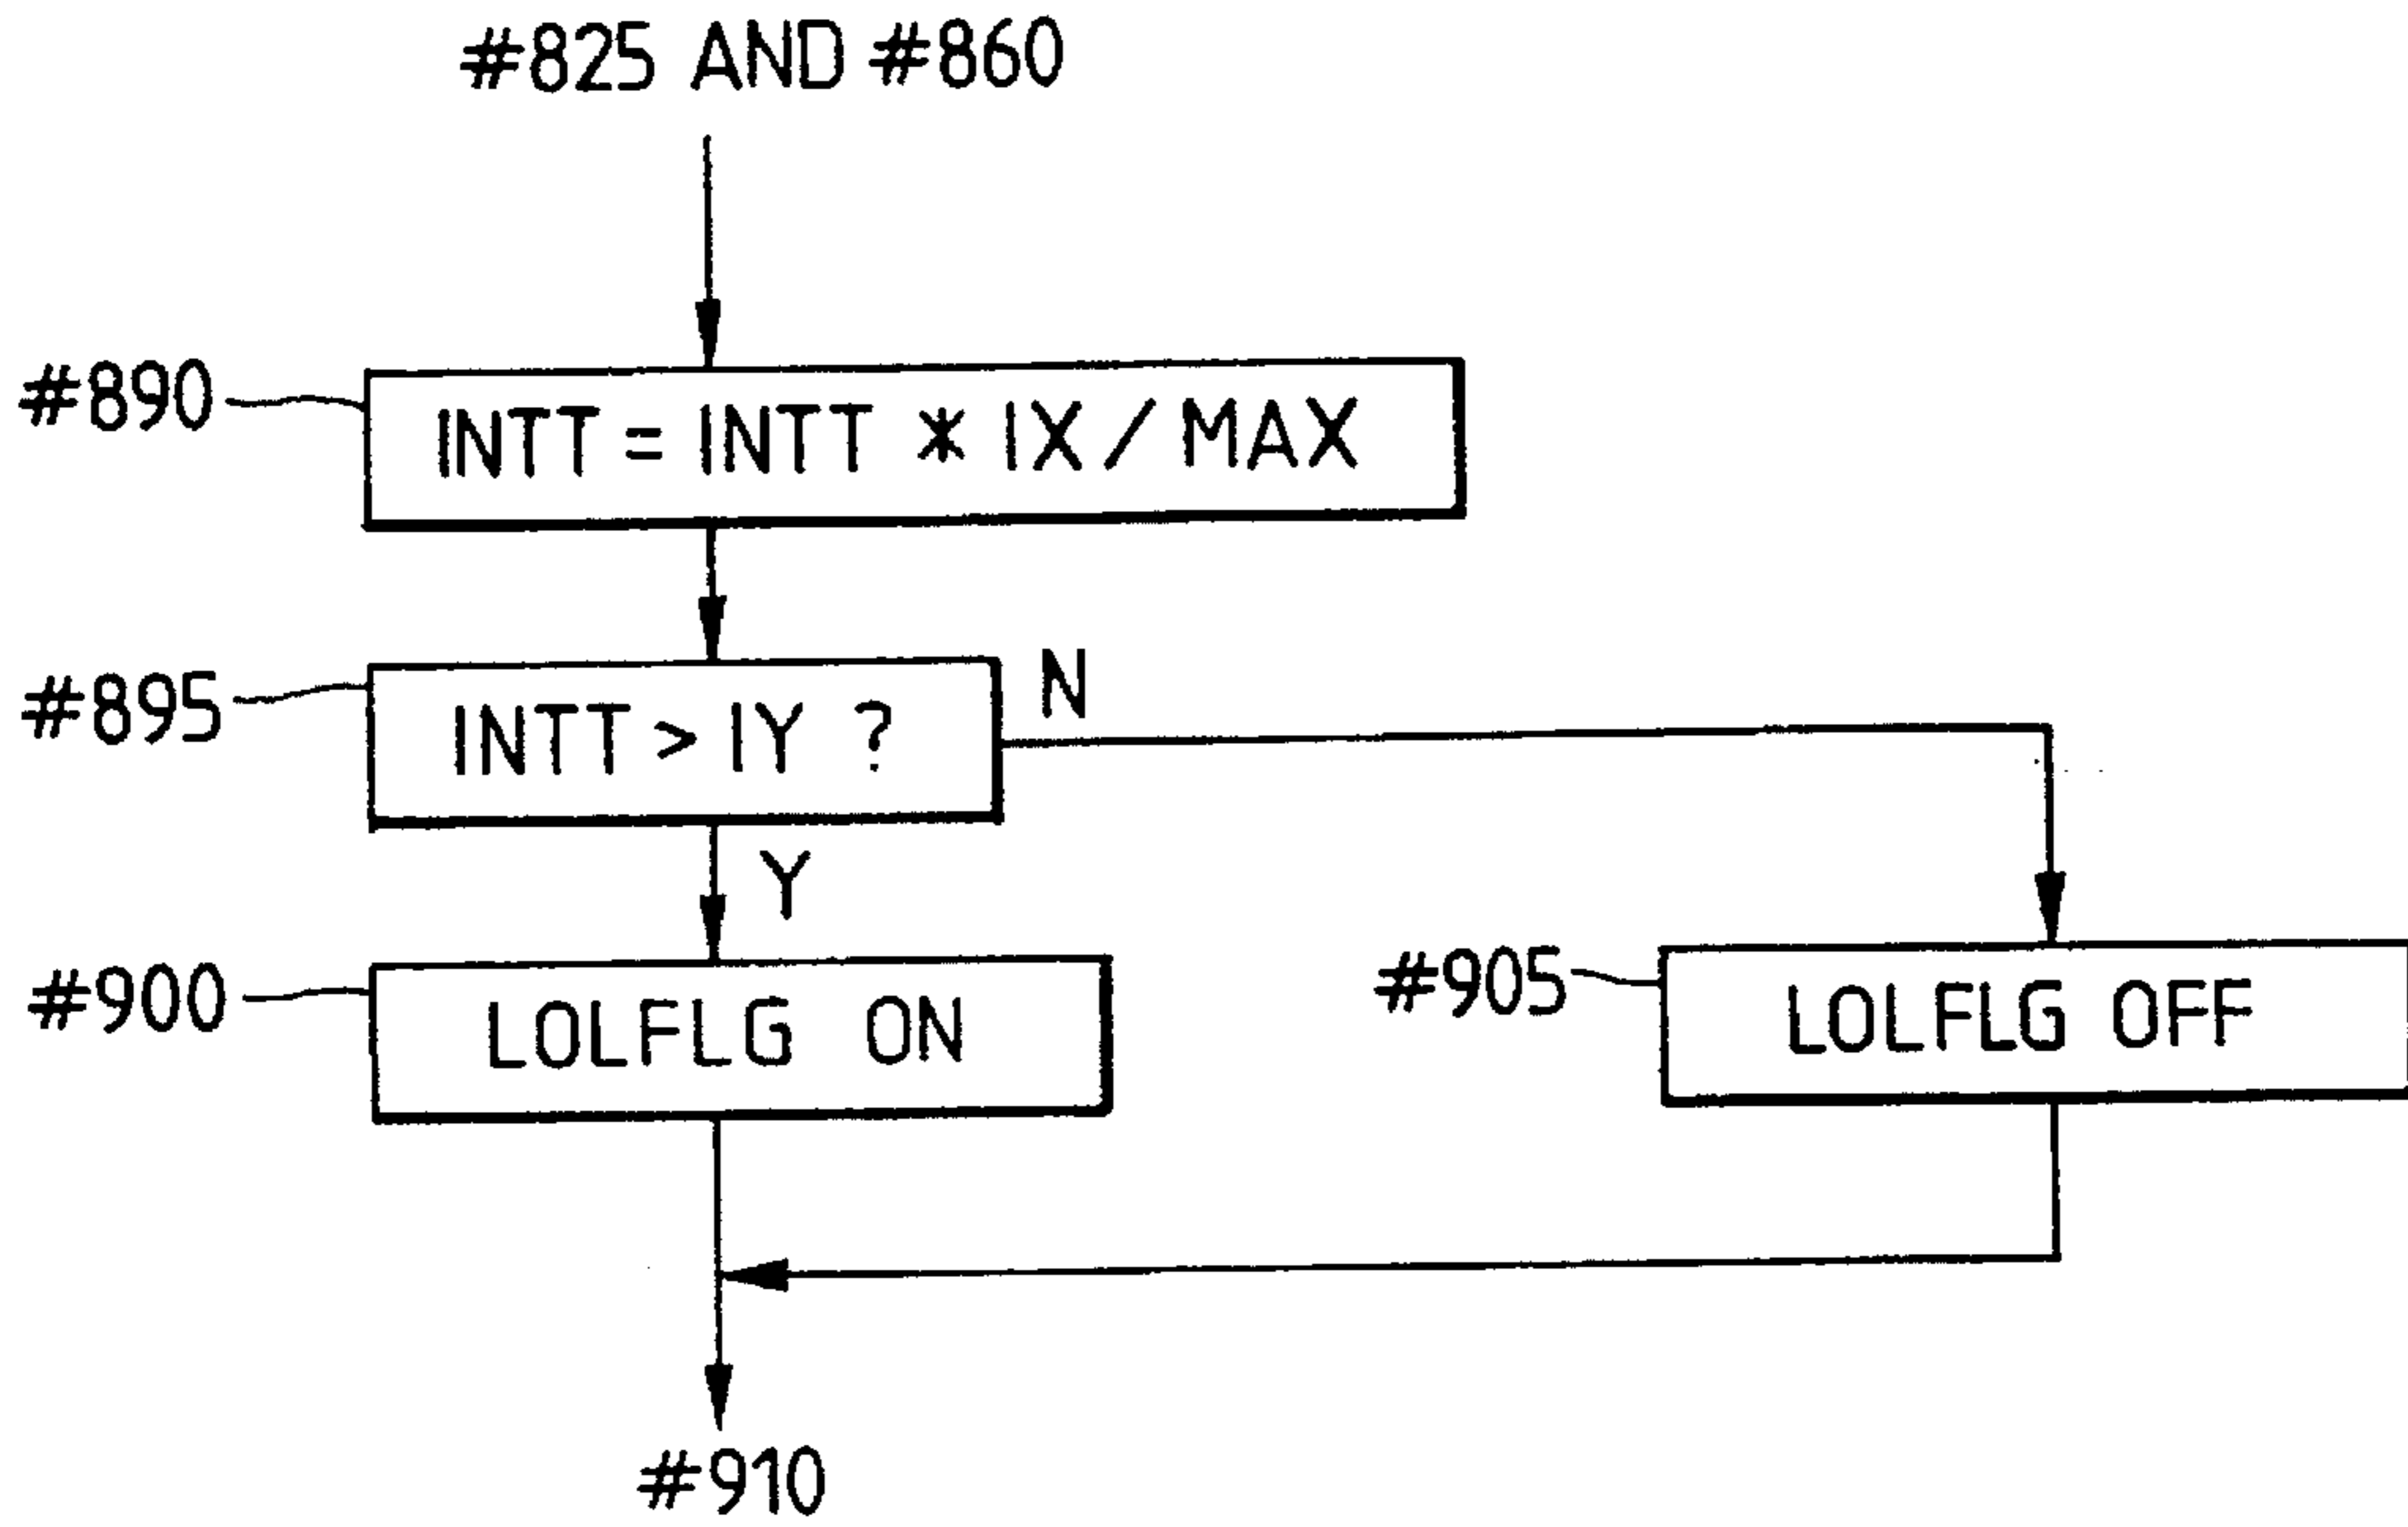 #825 AND #860
#890
INTT = INTT * IX / MAX
#895
INTT > IY ?
N
Y
#900
LOLFLG ON
#905
LOLFLG OFF
#910